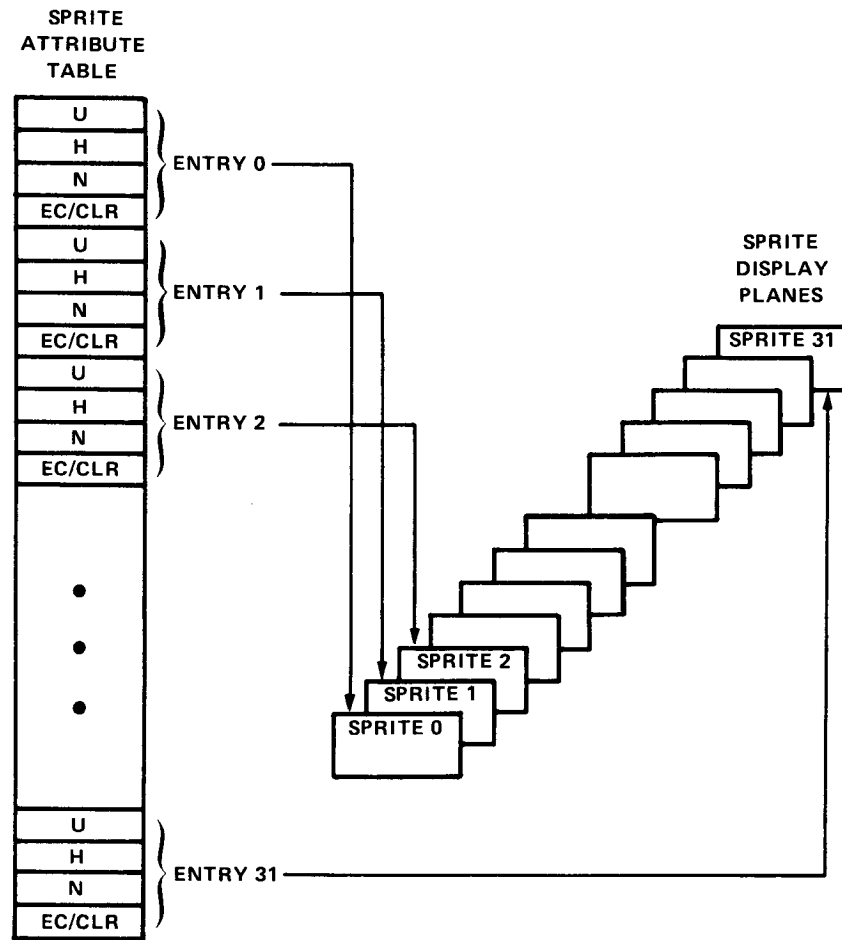 SPRITE
ATTRIBUTE
TABLE
U
H
N
EC/CLR
ENTRY 0
U
H
N
EC/CLR
ENTRY 1
U
H
N
EC/CLR
ENTRY 2
U
H
N
EC/CLR
ENTRY 31
SPRITE
DISPLAY
PLANES
SPRITE 31
SPRITE 2
SPRITE 1
SPRITE 0